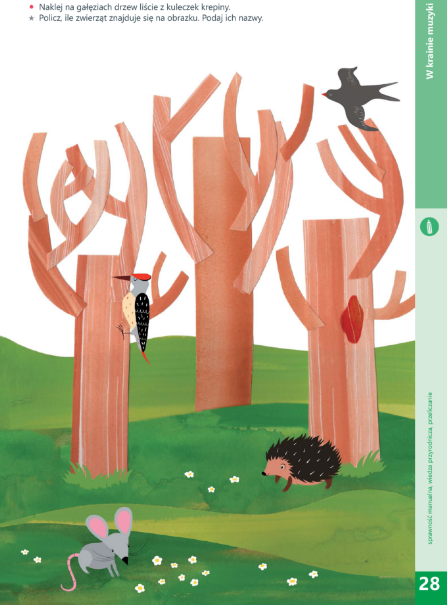 • Naklej na gałęziach drzew liście z kuleczek krepiny.
★ Policz, ile zwierząt znajduje się na obrazku. Podaj ich nazwy.
W krainie muzyki
sprawność manualna, wiedza przyrodnicza, przeliczanie
28